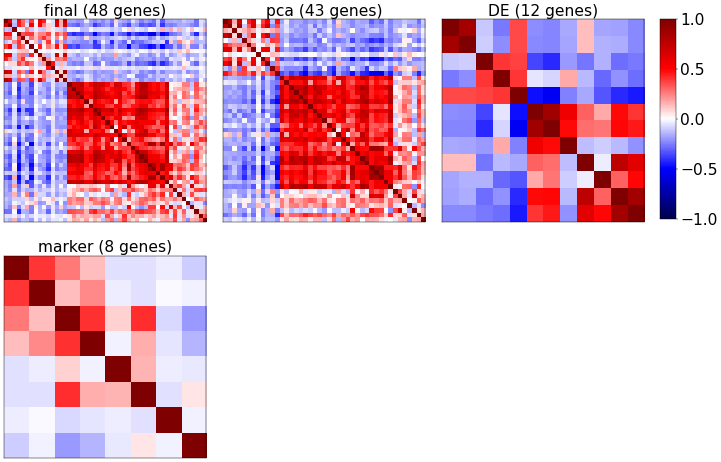 final (48 genes)
pca (43 genes)
DE (12 genes)
1.0
0.5
0.0
−0.5
−1.0
marker (8 genes)